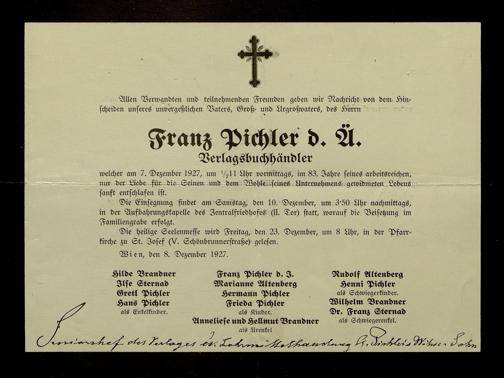 Allen Verwandten und teilnehmenden Freunden geben wir Nachricht von dem Hin-
scheiden unseres unvergeßlichen Vaters, Groß- und Urgroßvaters, des Herrn
Franz Pichler d. Ä.
Verlagsbuchhändler
welcher am 7. Dezember 1927, um ½11 Uhr vormittags, im 83. Jahre seines arbeitsreichen,
nur der Liebe für die Seinen und dem Wohle seines Unternehmens gewidmeten Lebens
sanft entschlafen ist.
Die Einsegnung findet am Samstag, den 10. Dezember, um 3·50 Uhr nachmittags,
in der Aufbahrungskapelle des Zentralfriedhofes (II. Tor) statt, worauf die Beisetzung im
Familiengrabe erfolgt.
Die heilige Seelenmesse wird Freitag, den 23. Dezember, um 8 Uhr, in der Pfarr-
kirche zu St. Josef (V. Schönbrunnerstraße) gelesen.
Wien, den 8. Dezember 1927.
Hilde Brandner
Ilse Sternad
Gretl Pichler
Hans Pichler
als Enkelkinder.
Franz Pichler d. J.
Marianne Altenberg
Hermann Pichler
Frieda Pichler
als Kinder.
Anneliese und Hellmut Brandner
als Urenkel
Rudolf Altenberg
Henni Pichler
als Schwiegerkinder.
Wilhelm Brandner
Dr. Franz Sternad
als Schwiegerenkel.
Seniorchef des Verlages A. Pichler's Witwe & Sohn